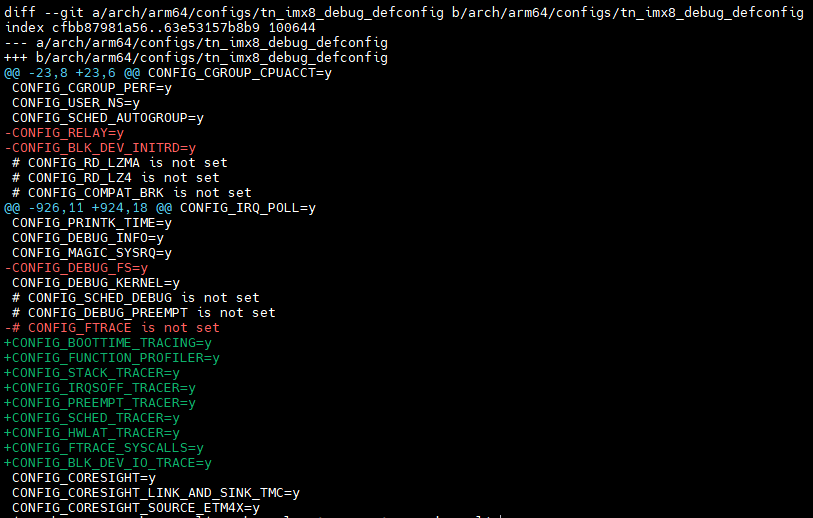 diff --git a/arch/arm64/configs/tn_imx8_debug_defconfig b/arch/arm64/configs/tn_imx8_debug_defconfig
index cfbb87981a56..63e53157b8b9 100644
--- a/arch/arm64/configs/tn_imx8_debug_defconfig
+++ b/arch/arm64/configs/tn_imx8_debug_defconfig
@@ -23,8 +23,6 @@ CONFIG_CGROUP_CPUACCT=y
 CONFIG_CGROUP_PERF=y
 CONFIG_USER_NS=y
 CONFIG_SCHED_AUTOGROUP=y
-CONFIG_RELAY=y
-CONFIG_BLK_DEV_INITRD=y
 # CONFIG_RD_LZMA is not set
 # CONFIG_RD_LZ4 is not set
 # CONFIG_COMPAT_BRK is not set
@@ -926,11 +924,18 @@ CONFIG_IRQ_POLL=y
 CONFIG_PRINTK_TIME=y
 CONFIG_DEBUG_INFO=y
 CONFIG_MAGIC_SYSRQ=y
-CONFIG_DEBUG_FS=y
 CONFIG_DEBUG_KERNEL=y
 # CONFIG_SCHED_DEBUG is not set
 # CONFIG_DEBUG_PREEMPT is not set
-# CONFIG_FTRACE is not set
+CONFIG_BOOTTIME_TRACING=y
+CONFIG_FUNCTION_PROFILER=y
+CONFIG_STACK_TRACER=y
+CONFIG_IRQSOFF_TRACER=y
+CONFIG_PREEMPT_TRACER=y
+CONFIG_SCHED_TRACER=y
+CONFIG_HWLAT_TRACER=y
+CONFIG_FTRACE_SYSCALLS=y
+CONFIG_BLK_DEV_IO_TRACE=y
 CONFIG_CORESIGHT=y
 CONFIG_CORESIGHT_LINK_AND_SINK_TMC=y
 CONFIG_CORESIGHT_SOURCE_ETM4X=y